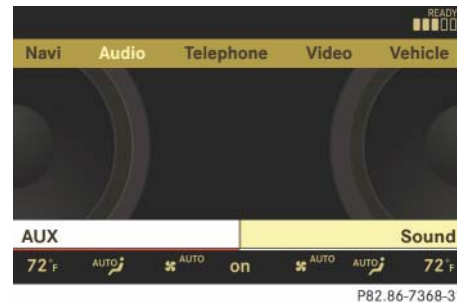 READY
Navi Audio Telephone Video Vehicle
AUX Sound
72°F AUTO AUTO on AUTO AUTO 72°F
P82.86-7368-3